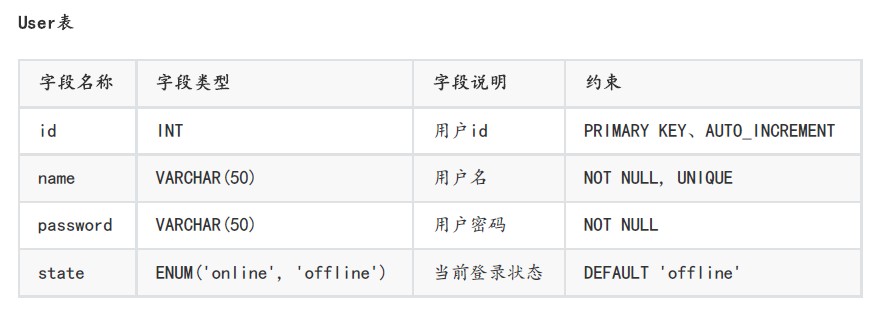 User表
字段名称 字段类型 字段说明 约束
id INT 用户id PRIMARY KEY、AUTO_INCREMENT
name VARCHAR(50) 用户名 NOT NULL, UNIQUE
password VARCHAR(50) 用户密码 NOT NULL
state ENUM('online', 'offline') 当前登录状态 DEFAULT 'offline'